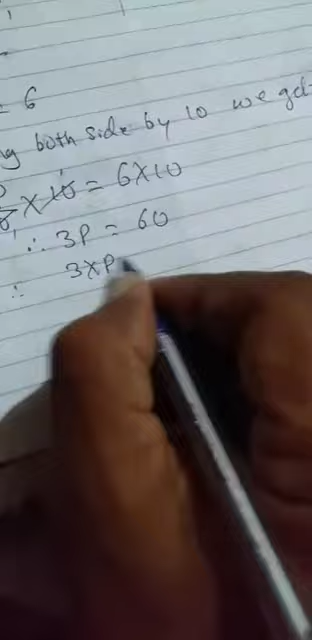 = 6
both side by 10 we get
× 10 = 6×10
∴ 3P = 60
∴ 3×P